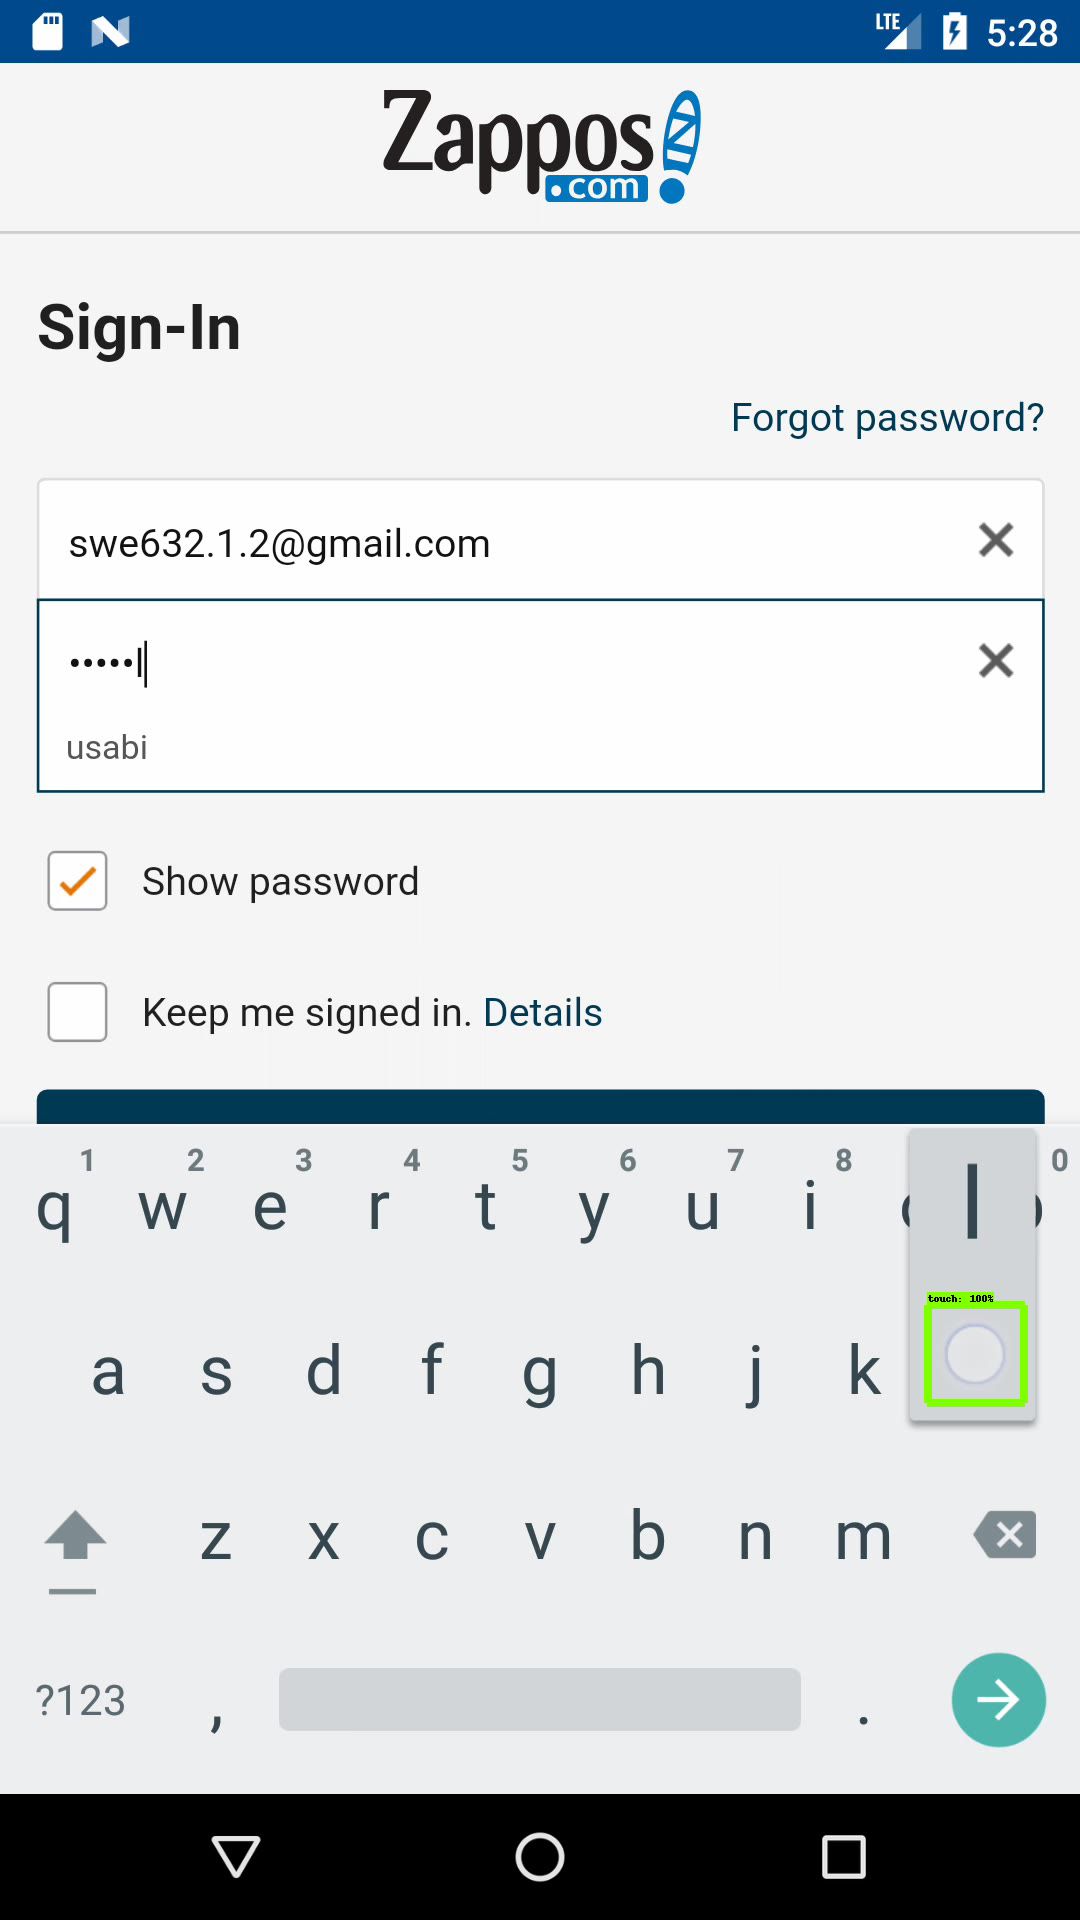 LTE 5:28
Zappos
.com
Sign-In
Forgot password?
swe632.1.2@gmail.com
•••••l
usabi
Show password
Keep me signed in. Details
1 2 3 4 5 6 7 8 0
q w e r t y u i l
touch: 100%
a s d f g h j k
z x c v b n m
?123 , .